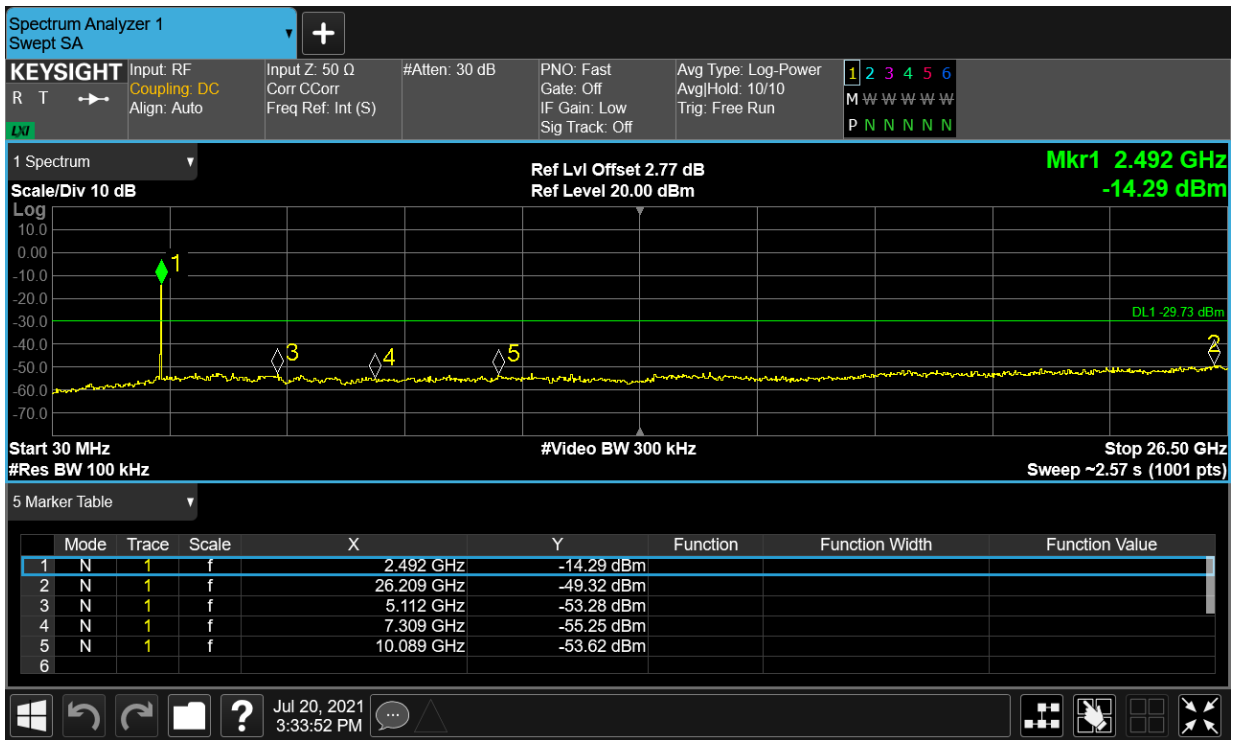 Spectrum Analyzer 1
Swept SA
KEYSIGHT
R T
LXI
Input: RF
Coupling: DC
Align: Auto
Input Z: 50 Ω
Corr CCorr
Freq Ref: Int (S)
#Atten: 30 dB
PNO: Fast
Gate: Off
IF Gain: Low
Sig Track: Off
Avg Type: Log-Power
Avg|Hold: 10/10
Trig: Free Run
1 2 3 4 5 6
M W W W W W
P N N N N N
1 Spectrum
Scale/Div 10 dB
Ref Lvl Offset 2.77 dB
Ref Level 20.00 dBm
Mkr1 2.492 GHz
-14.29 dBm
Log
10.0
0.00
-10.0
-20.0
-30.0
-40.0
-50.0
-60.0
-70.0
1
3
4
5
2
DL1 -29.73 dBm
Start 30 MHz
#Res BW 100 kHz
#Video BW 300 kHz
Stop 26.50 GHz
Sweep ~2.57 s (1001 pts)
5 Marker Table
Mode Trace Scale X Y Function Function Width Function Value
1 N 1 f 2.492 GHz -14.29 dBm
2 N 1 f 26.209 GHz -49.32 dBm
3 N 1 f 5.112 GHz -53.28 dBm
4 N 1 f 7.309 GHz -55.25 dBm
5 N 1 f 10.089 GHz -53.62 dBm
6
?
Jul 20, 2021
3:33:52 PM